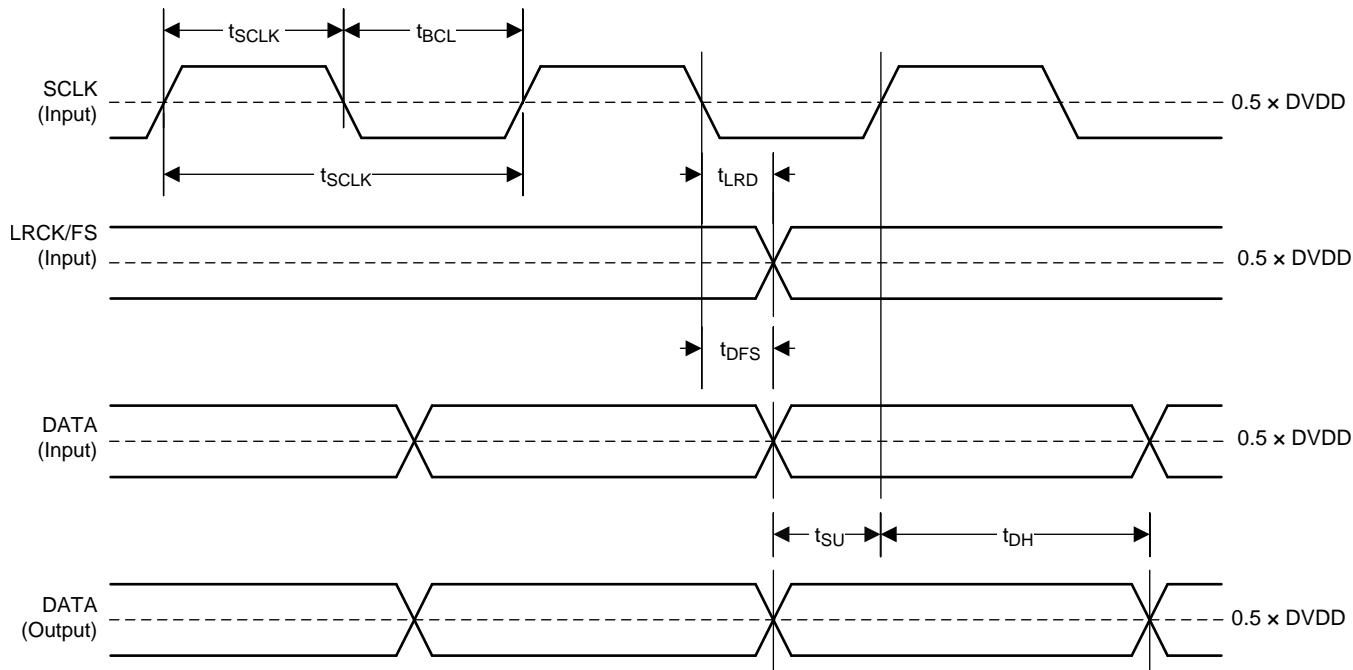 tSCLK
tBCL
SCLK
(Input)
0.5 × DVDD
tSCLK
tLRD
LRCK/FS
(Input)
0.5 × DVDD
tDFS
DATA
(Input)
0.5 × DVDD
tSU
tDH
DATA
(Output)
0.5 × DVDD